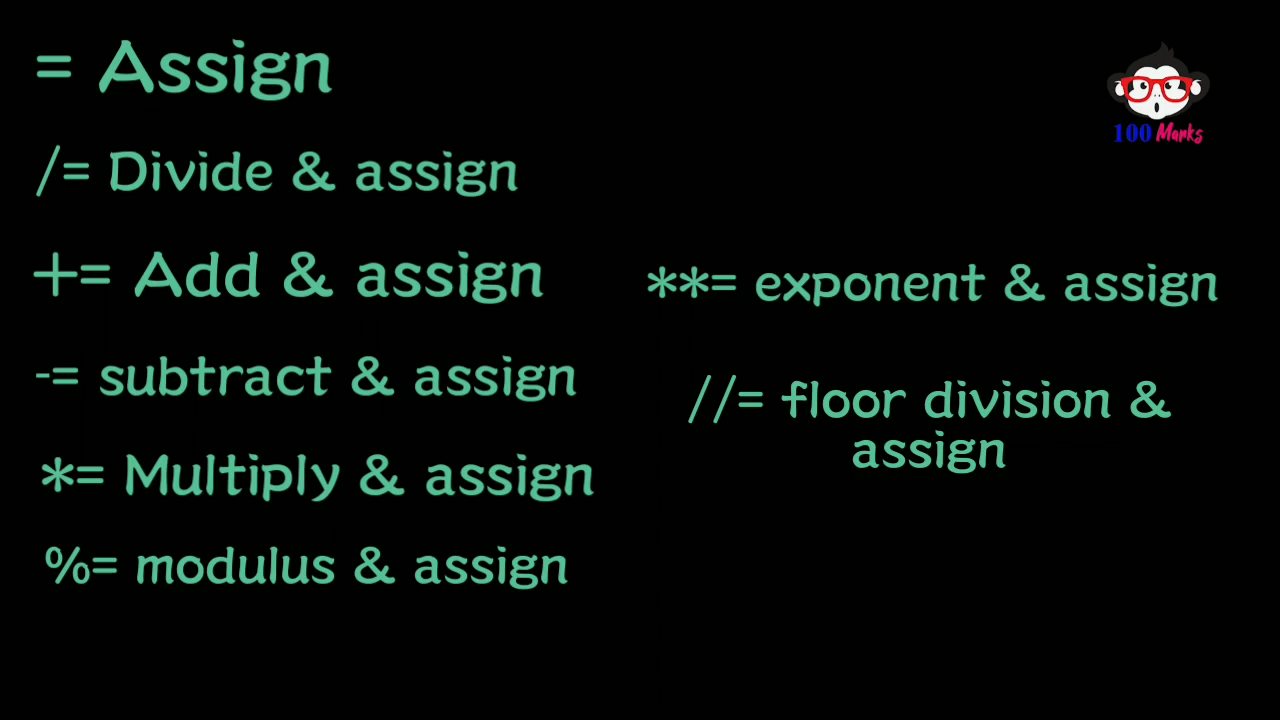 = Assign
/= Divide & assign
+= Add & assign
-= subtract & assign
*= Multiply & assign
%= modulus & assign
**= exponent & assign
//= floor division &
assign
100 Marks